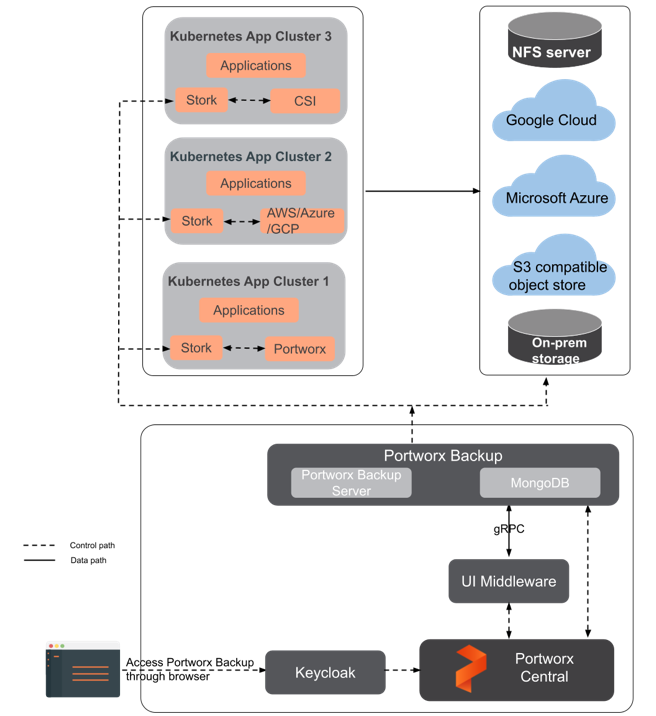 Kubernetes App Cluster 3
Applications
Stork
CSI
Kubernetes App Cluster 2
Applications
Stork
AWS/Azure
/GCP
Kubernetes App Cluster 1
Applications
Stork
Portworx
NFS server
Google Cloud
Microsoft Azure
S3 compatible
object store
On-prem
storage
Portworx Backup
Portworx Backup
Server
MongoDB
gRPC
UI Middleware
Control path
Data path
Access Portworx Backup
through browser
Keycloak
Portworx
Central